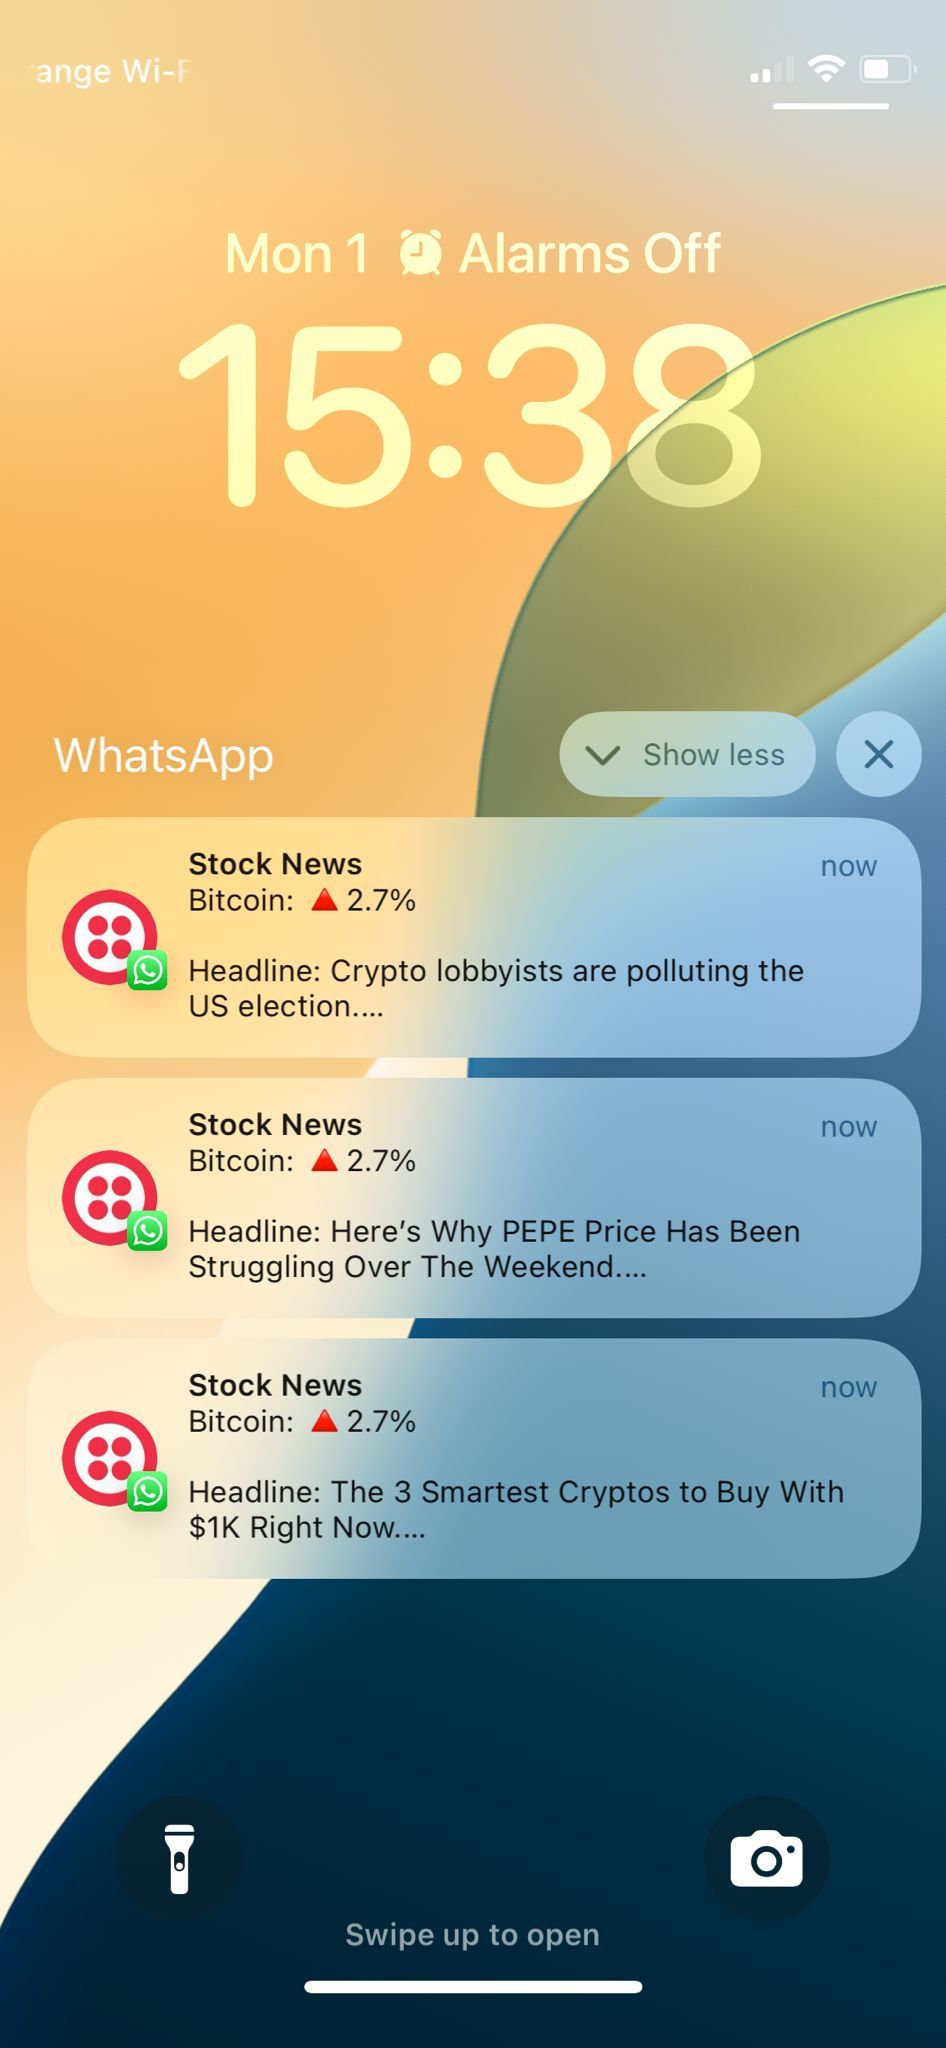 ange Wi-F
Mon 1 Alarms Off
15:38
WhatsApp
Show less
Stock News
now
Bitcoin: 🔺 2.7%
Headline: Crypto lobbyists are polluting the
US election....
Stock News
now
Bitcoin: 🔺 2.7%
Headline: Here’s Why PEPE Price Has Been
Struggling Over The Weekend....
Stock News
now
Bitcoin: 🔺 2.7%
Headline: The 3 Smartest Cryptos to Buy With
$1K Right Now....
Swipe up to open